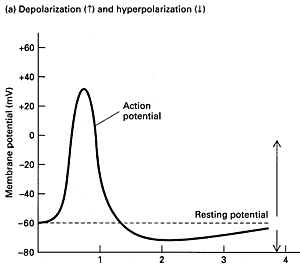 (a) Depolarization (↑) and hyperpolarization (↓)
Membrane potential (mV)
+60
+40
+20
0
−20
−40
−60
−80
Action
potential
Resting potential
1
2
3
4